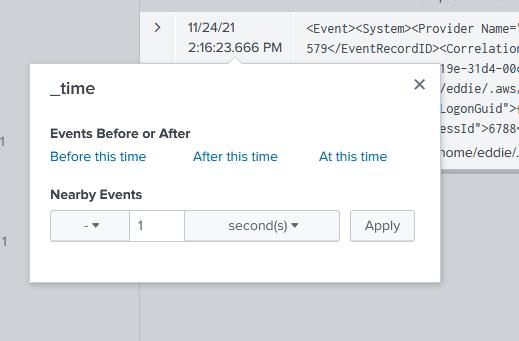 11/24/21
<Event><System><Provider Name="
2:16:23.666 PM
579</EventRecordID><Correlation
_time
19e-31d4-00
/eddie/.aws/
Events Before or After
LogonGuid">
Before this time After this time At this time
essId">6788<
home/eddie/.
Nearby Events
- 1 second(s) Apply
1
1